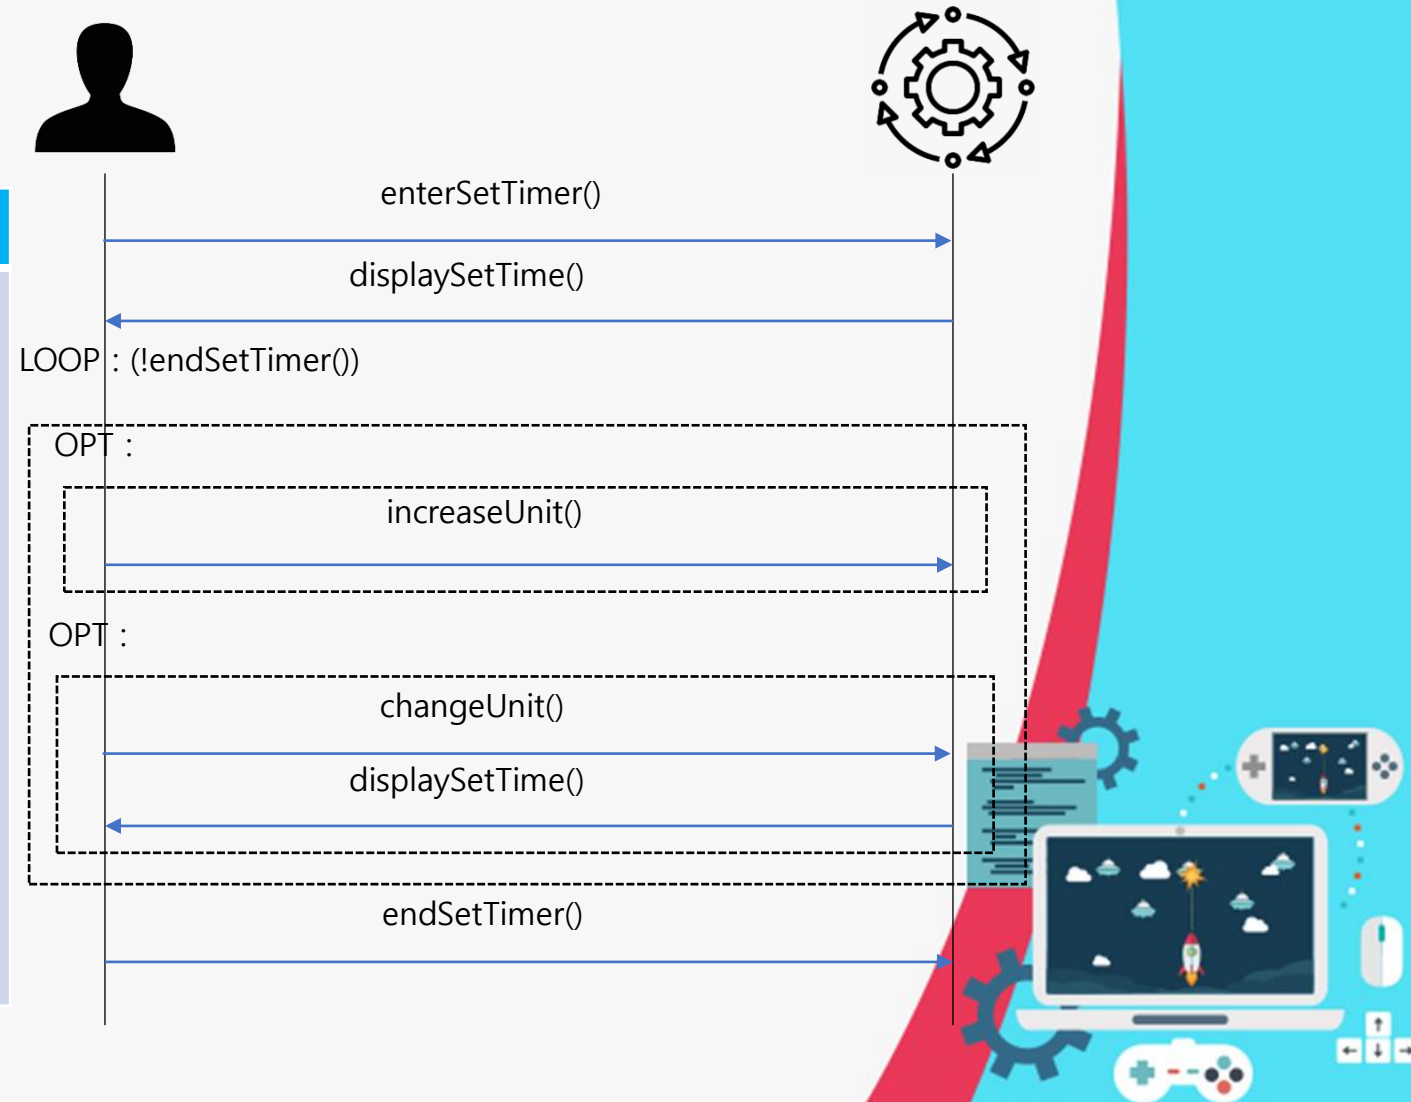 enterSetTimer()
displaySetTime()
LOOP : (!endSetTimer())
OPT :
increaseUnit()
OPT :
changeUnit()
displaySetTime()
endSetTimer()